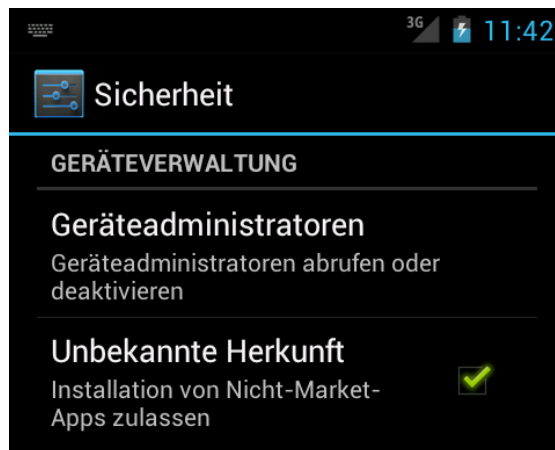 3G 11:42
Sicherheit
GERÄTEVERWALTUNG
Geräteadministratoren
Geräteadministratoren abrufen oder
deaktivieren
Unbekannte Herkunft
Installation von Nicht-Market-
Apps zulassen